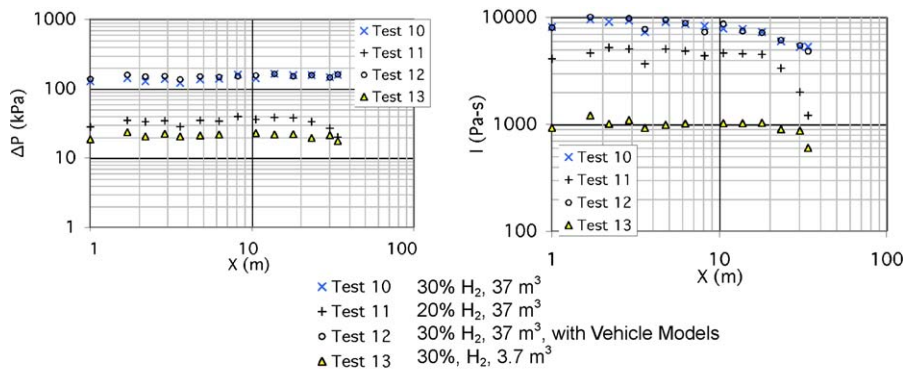 1000
100
10
1
ΔP (kPa)
1
10
100
X (m)
Test 10
Test 11
Test 12
Test 13
10000
1000
100
I (Pa-s)
1
10
100
X (m)
Test 10
Test 11
Test 12
Test 13
Test 10 30% H₂, 37 m³
Test 11 20% H₂, 37 m³
Test 12 30% H₂, 37 m³, with Vehicle Models
Test 13 30%, H₂, 3.7 m³